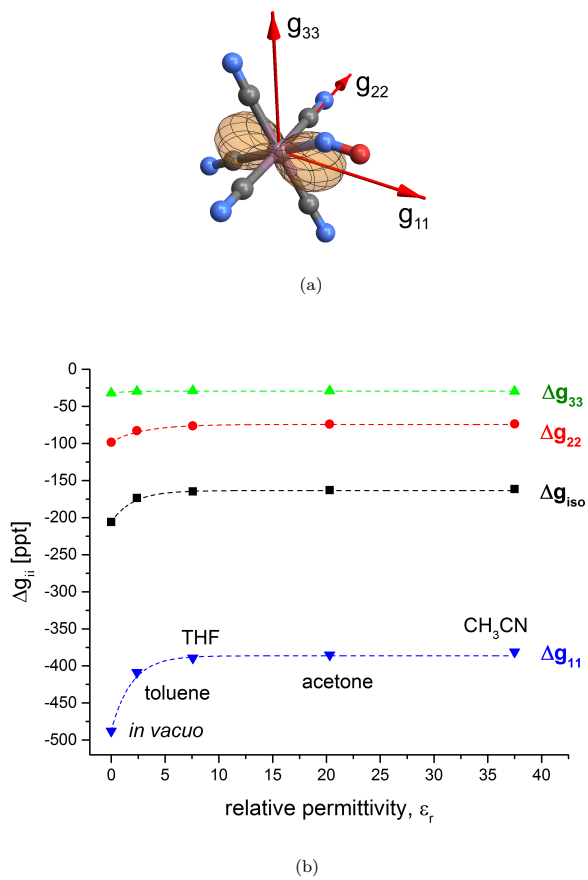 g33
g22
g11
(a)
0
-50
-100
-150
-200
-250
-300
-350
-400
-450
-500
Δgii [ppt]
Δg33
Δg22
Δgiso
Δg11
THF
CH3CN
toluene
acetone
in vacuo
0 5 10 15 20 25 30 35 40
relative permittivity, εr
(b)